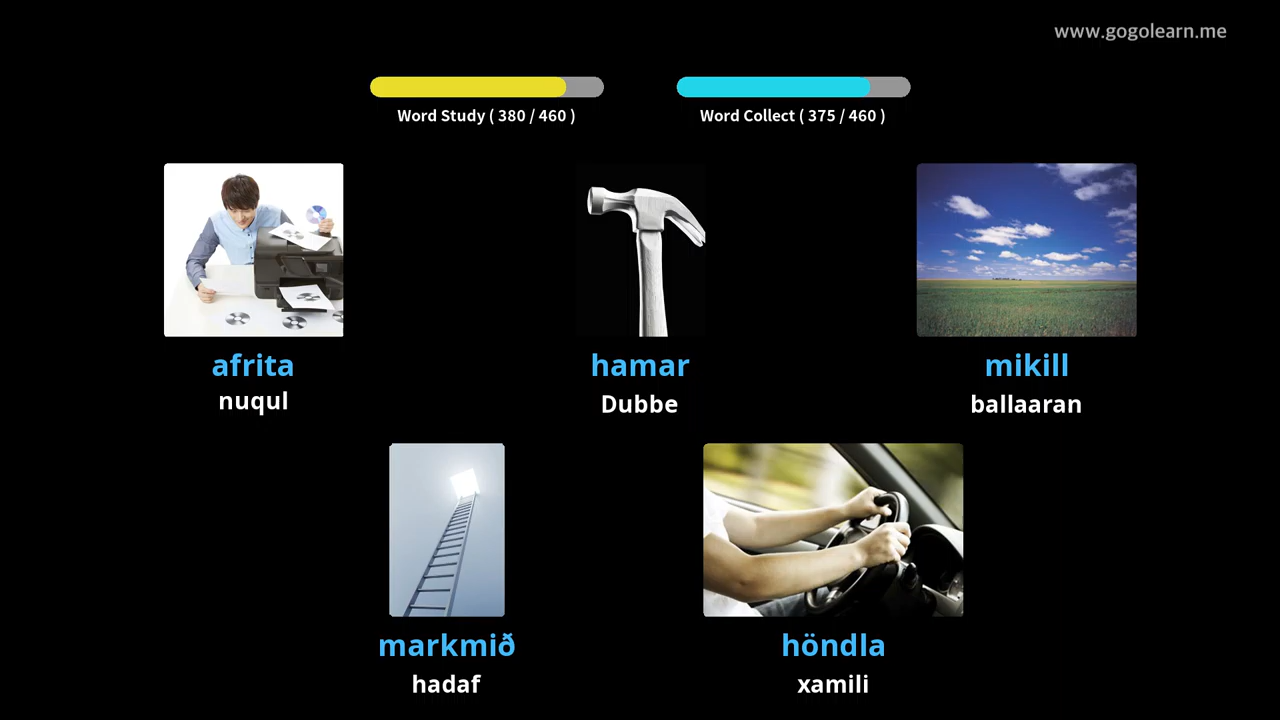 www.gogolearn.me
Word Study ( 380 / 460 )
Word Collect ( 375 / 460 )
afrita
nuqul
hamar
Dubbe
mikill
ballaaran
markmið
hadaf
höndla
xamili